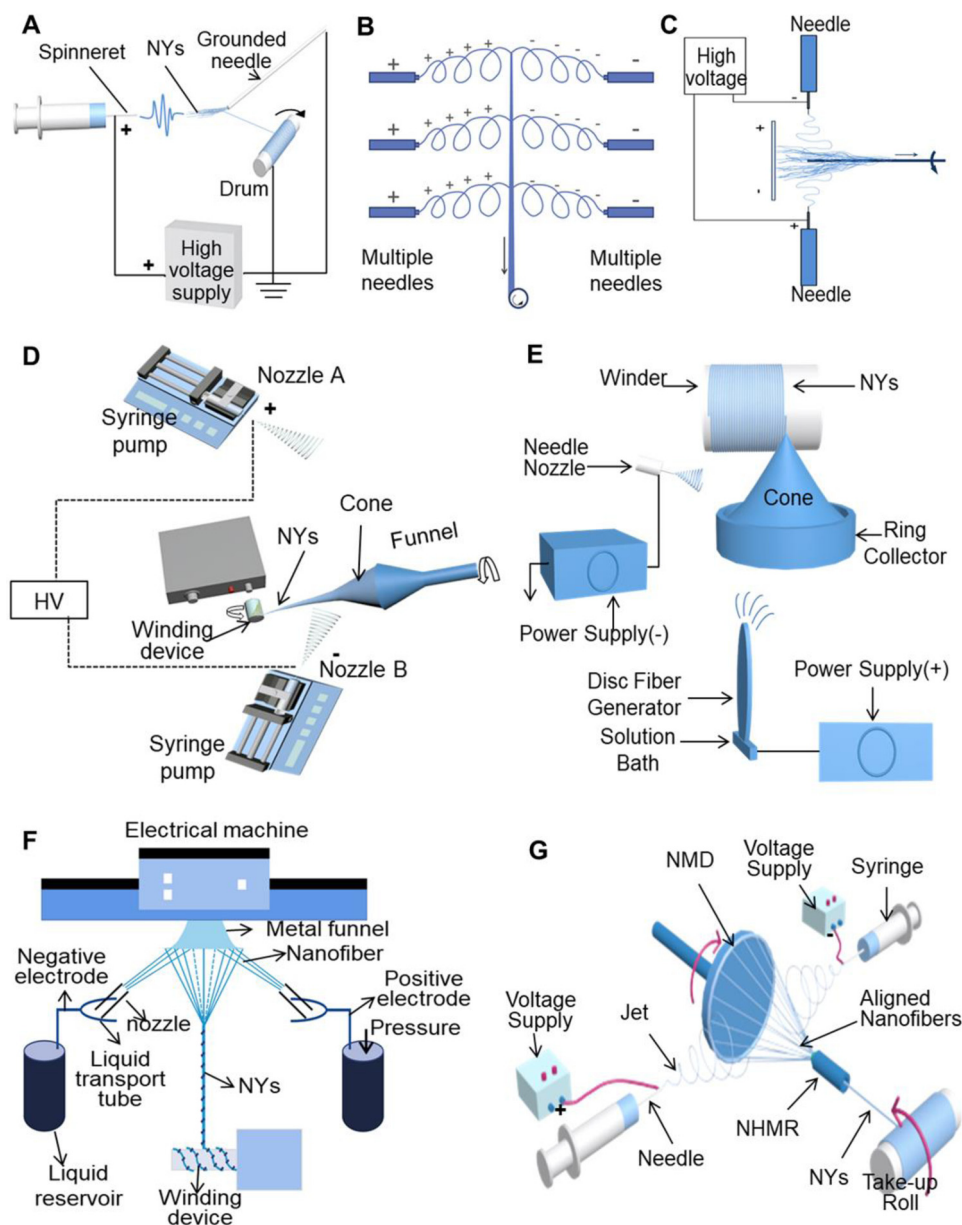 A
Spinneret
NYs
Grounded
needle
+
Drum
+
High
voltage
supply
B
+ + + + + - - - - -
+ -
+ + + + + - - - - -
+ -
+ + + + + - - - - -
+ -
Multiple
needles
Multiple
needles
C
Needle
High
voltage
-
+
-
+
Needle
D
Nozzle A
+
Syringe
pump
Cone
NYs
Funnel
HV
Winding
device
-
Nozzle B
Syringe
pump
E
Winder
NYs
Needle
Nozzle
Cone
Ring
Collector
Power Supply(-)
Power Supply(+)
Disc Fiber
Generator
Solution
Bath
F
Electrical machine
Metal funnel
Nanofiber
Negative
electrode
Positive
electrode
nozzle
Pressure
Liquid
transport
tube
NYs
Liquid
reservoir
Winding
device
G
NMD
Voltage
Supply
Syringe
-
Voltage
Supply
Jet
Aligned
Nanofibers
+
NHMR
Needle
NYs
Take-up
Roll